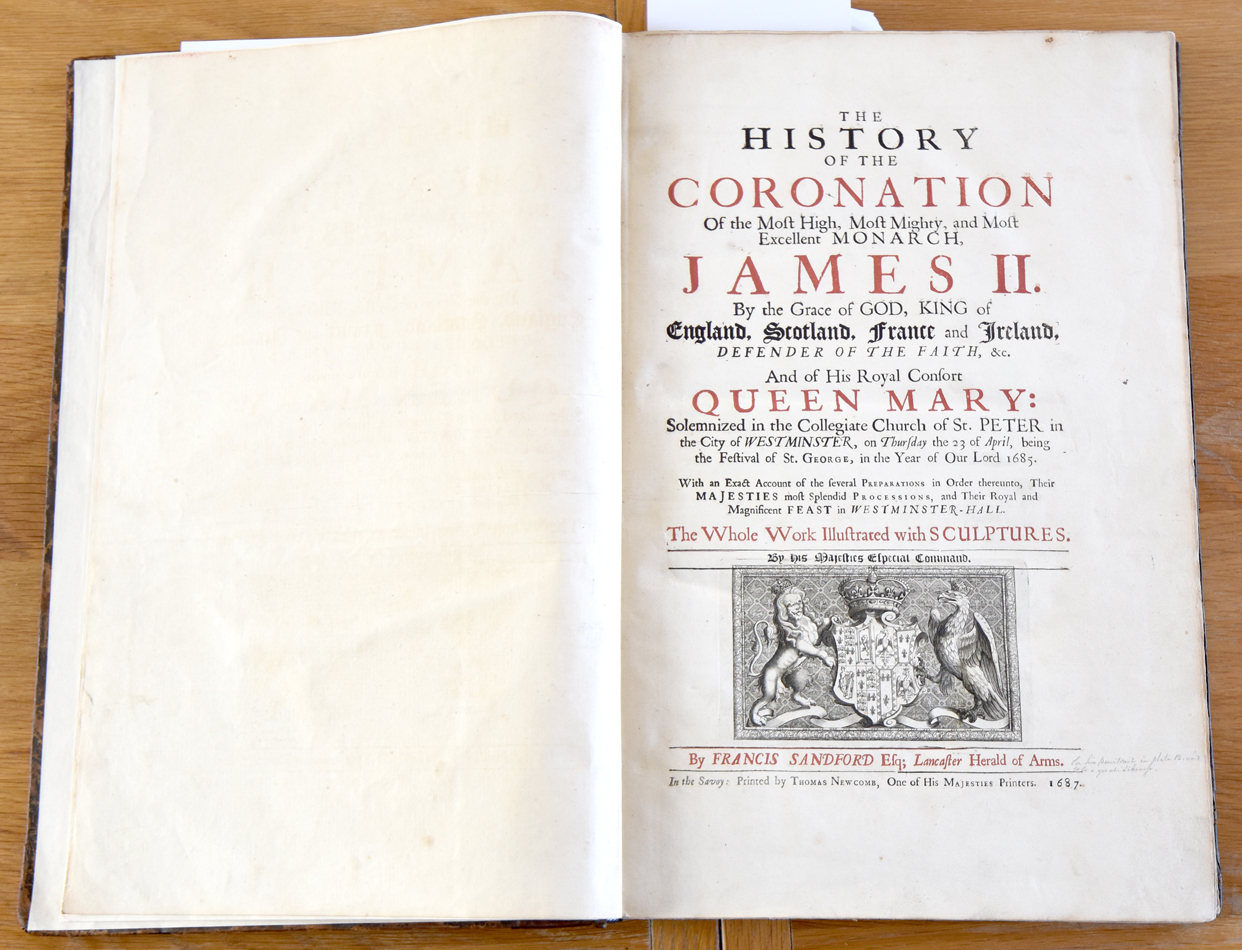 THE
HISTORY
OF THE
CORONATION
Of the Moſt High, Moſt Mighty, and Moſt
Excellent MONARCH,
JAMES II.
By the Grace of GOD, KING of
England, Scotland, France and Ireland,
DEFENDER OF THE FAITH, &c.
And of His Royal Conſort
QUEEN MARY:
Solemnized in the Collegiate Church of St. PETER in
the City of WESTMINSTER, on Thurſday the 23 of April, being
the Feſtival of St. GEORGE, in the Year of Our Lord 1685.
With an Exact Account of the ſeveral PREPARATIONS in Order thereunto, Their
MAJESTIES moſt Splendid PROCESSIONS, and Their Royal and
Magnificent FEAST in WESTMINSTER-HALL.
The Whole Work Illuſtrated with SCULPTURES.
By His Majeſties Eſpecial Command.
By FRANCIS SANDFORD Eſq; Lancaſter Herald of Arms.
In the Savoy: Printed by THOMAS NEWCOMB, One of His MAJESTIES Printers. 1687.